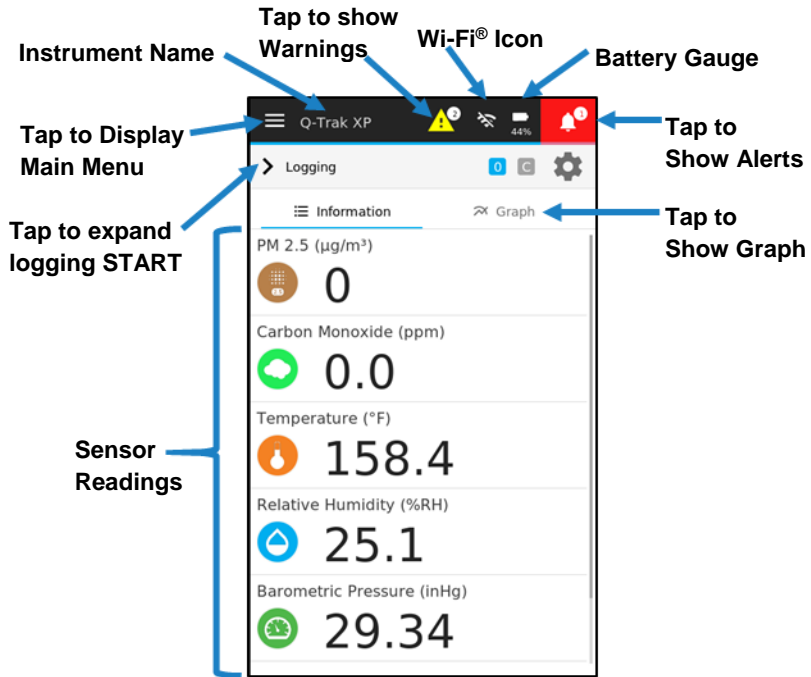 Tap to show
Warnings
Wi-Fi® Icon
Instrument Name
Battery Gauge
Q-Trak XP
2
44%
1
Tap to Display
Main Menu
Tap to
Show Alerts
Logging
0 C
Information
Graph
Tap to expand
logging START
Tap to
Show Graph
PM 2.5 (µg/m³)
0
Carbon Monoxide (ppm)
0.0
Temperature (°F)
158.4
Sensor
Readings
Relative Humidity (%RH)
25.1
Barometric Pressure (inHg)
29.34